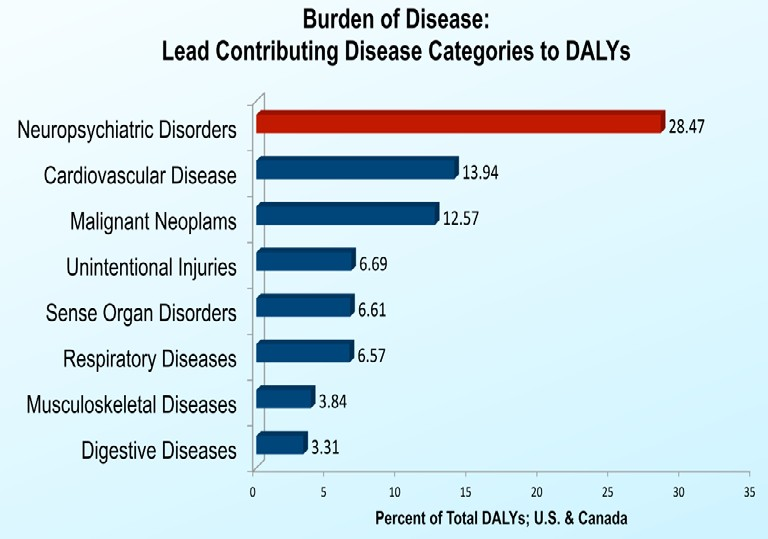 Burden of Disease:
Lead Contributing Disease Categories to DALYs
Neuropsychiatric Disorders 28.47
Cardiovascular Disease 13.94
Malignant Neoplams 12.57
Unintentional Injuries 6.69
Sense Organ Disorders 6.61
Respiratory Diseases 6.57
Musculoskeletal Diseases 3.84
Digestive Diseases 3.31
0 5 10 15 20 25 30 35
Percent of Total DALYs; U.S. & Canada